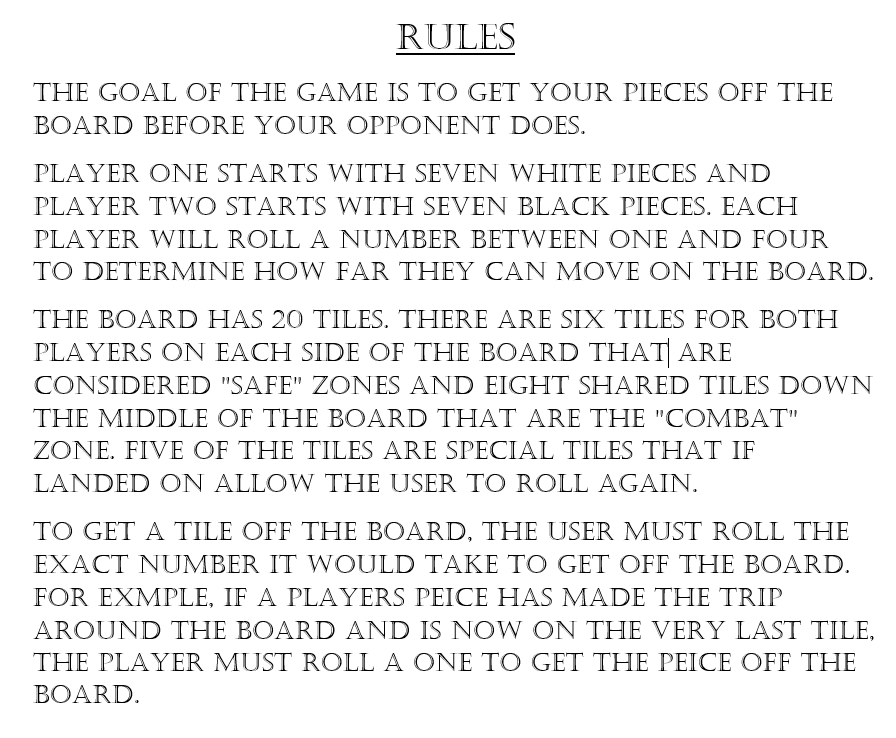 RULES
THE GOAL OF THE GAME IS TO GET YOUR PIECES OFF THE
BOARD BEFORE YOUR OPPONENT DOES.
PLAYER ONE STARTS WITH SEVEN WHITE PIECES AND
PLAYER TWO STARTS WITH SEVEN BLACK PIECES. EACH
PLAYER WILL ROLL A NUMBER BETWEEN ONE AND FOUR
TO DETERMINE HOW FAR THEY CAN MOVE ON THE BOARD.
THE BOARD HAS 20 TILES. THERE ARE SIX TILES FOR BOTH
PLAYERS ON EACH SIDE OF THE BOARD THAT ARE
CONSIDERED "SAFE" ZONES AND EIGHT SHARED TILES DOWN
THE MIDDLE OF THE BOARD THAT ARE THE "COMBAT"
ZONE. FIVE OF THE TILES ARE SPECIAL TILES THAT IF
LANDED ON ALLOW THE USER TO ROLL AGAIN.
TO GET A TILE OFF THE BOARD, THE USER MUST ROLL THE
EXACT NUMBER IT WOULD TAKE TO GET OFF THE BOARD.
FOR EXMPLE, IF A PLAYERS PEICE HAS MADE THE TRIP
AROUND THE BOARD AND IS NOW ON THE VERY LAST TILE,
THE PLAYER MUST ROLL A ONE TO GET THE PEICE OFF THE
BOARD.